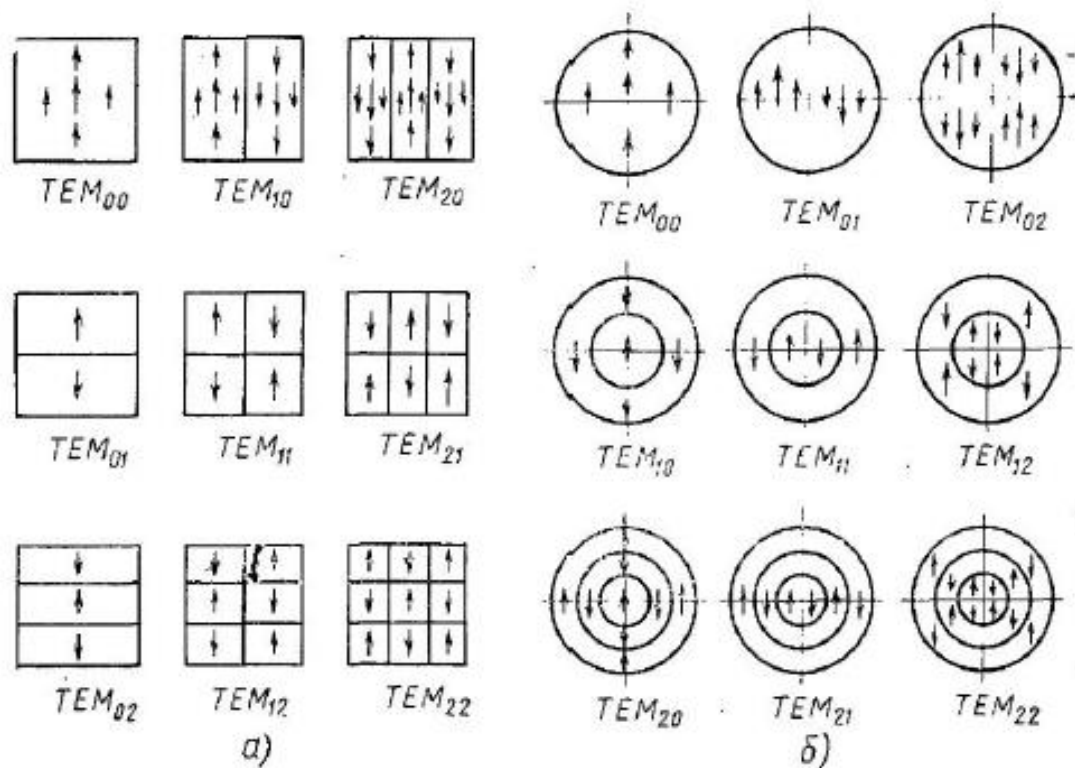 TEM₀₀ TEM₁₀ TEM₂₀ TEM₀₀ TEM₀₁ TEM₀₂
TEM₀₁ TEM₁₁ TEM₂₁ TEM₁₀ TEM₁₁ TEM₁₂
TEM₀₂ TEM₁₂ TEM₂₂ TEM₂₀ TEM₂₁ TEM₂₂
а) б)